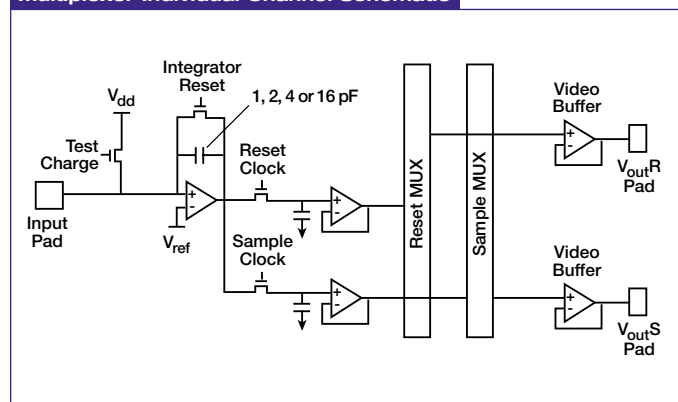 Multiplexer Individual Channel Schematic
Integrator
Reset
1, 2, 4 or 16 pF
Vdd
Test
Charge
Reset
Clock
+
-
+
-
Input
Pad
Vref
Sample
Clock
+
-
Reset MUX
Sample MUX
Video
Buffer
+
-
VoutR
Pad
Video
Buffer
+
-
VoutS
Pad